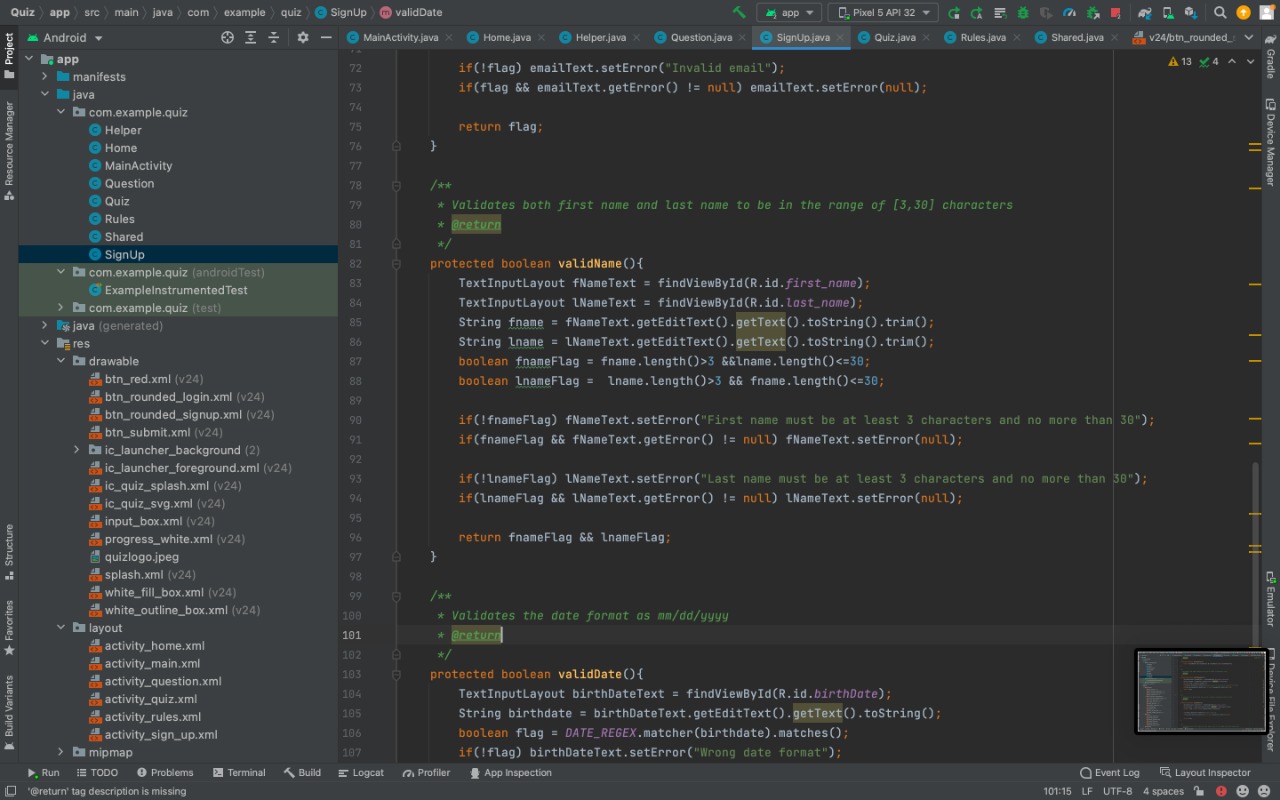 Quiz app src main java com example quiz SignUp validDate app Pixel 5 API 32
Android MainActivity.java Home.java Helper.java Question.java SignUp.java Quiz.java Rules.java Shared.java v24/btn_rounded_
Project
Resource Manager
Structure
Favorites
Build Variants
app
manifests
java
com.example.quiz
Helper
Home
MainActivity
Question
Quiz
Rules
Shared
SignUp
com.example.quiz (androidTest)
ExampleInstrumentedTest
com.example.quiz (test)
java (generated)
res
drawable
btn_red.xml (v24)
btn_rounded_login.xml (v24)
btn_rounded_signup.xml (v24)
btn_submit.xml (v24)
ic_launcher_background (2)
ic_launcher_foreground.xml (v24)
ic_quiz_splash.xml (v24)
ic_quiz_svg.xml (v24)
input_box.xml (v24)
progress_white.xml (v24)
quizlogo.jpeg
splash.xml (v24)
white_fill_box.xml (v24)
white_outline_box.xml (v24)
layout
activity_home.xml
activity_main.xml
activity_question.xml
activity_quiz.xml
activity_rules.xml
activity_sign_up.xml
mipmap
13 4
71
72 if(!flag) emailText.setError("Invalid email");
73 if(flag && emailText.getError() != null) emailText.setError(null);
74
75 return flag;
76 }
77
78 /**
79 * Validates both first name and last name to be in the range of [3,30] characters
80 * @return
81 */
82 protected boolean validName(){
83 TextInputLayout fNameText = findViewById(R.id.first_name);
84 TextInputLayout lNameText = findViewById(R.id.last_name);
85 String fname = fNameText.getEditText().getText().toString().trim();
86 String lname = lNameText.getEditText().getText().toString().trim();
87 boolean fnameFlag = fname.length()>3 &&lname.length()<=30;
88 boolean lnameFlag =  lname.length()>3 && fname.length()<=30;
89
90 if(!fnameFlag) fNameText.setError("First name must be at least 3 characters and no more than 30");
91 if(fnameFlag && fNameText.getError() != null) fNameText.setError(null);
92
93 if(!lnameFlag) lNameText.setError("Last name must be at least 3 characters and no more than 30");
94 if(lnameFlag && lNameText.getError() != null) lNameText.setError(null);
95
96 return fnameFlag && lnameFlag;
97 }
98
99 /**
100 * Validates the date format as mm/dd/yyyy
101 * @return
102 */
103 protected boolean validDate(){
104 TextInputLayout birthDateText = findViewById(R.id.birthDate);
105 String birthdate = birthDateText.getEditText().getText().toString();
106 boolean flag = DATE_REGEX.matcher(birthdate).matches();
107 if(!flag) birthDateText.setError("Wrong date format");
Gradle
Device Manager
Emulator
Device File Explorer
Run TODO Problems Terminal Build Logcat Profiler App Inspection Event Log Layout Inspector
'@return' tag description is missing 101:15 LF UTF-8 4 spaces